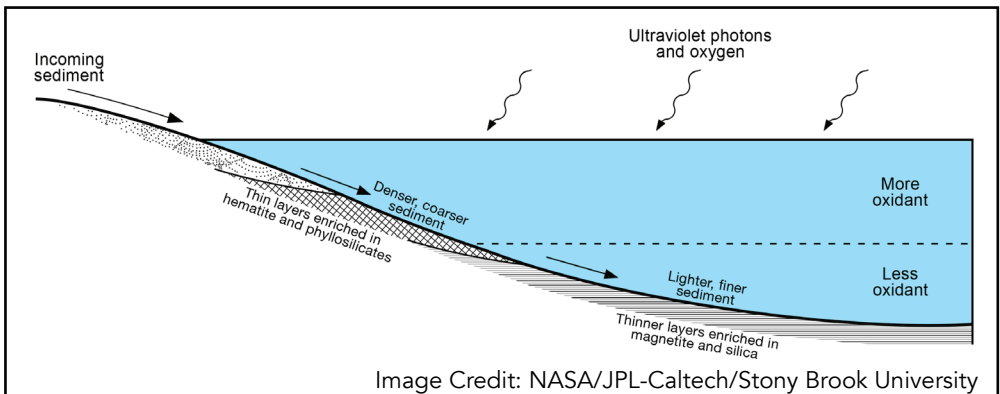 Ultraviolet photons
and oxygen
Incoming
sediment
More
oxidant
Denser, coarser
sediment
Thin layers enriched in
hematite and phyllosilicates
Less
oxidant
Lighter, finer
sediment
Thinner layers enriched in
magnetite and silica
Image Credit: NASA/JPL-Caltech/Stony Brook University